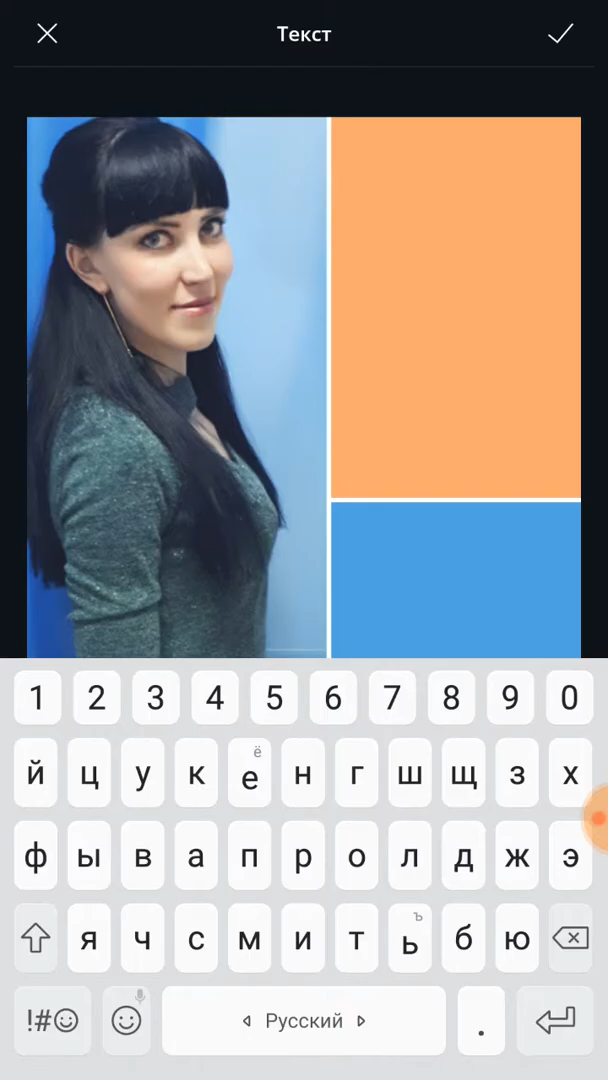 Текст
1 2 3 4 5 6 7 8 9 0
ё
й ц у к е н г ш щ з х
ф ы в а п р о л д ж э
ъ
я ч с м и т ь б ю
!# Русский .